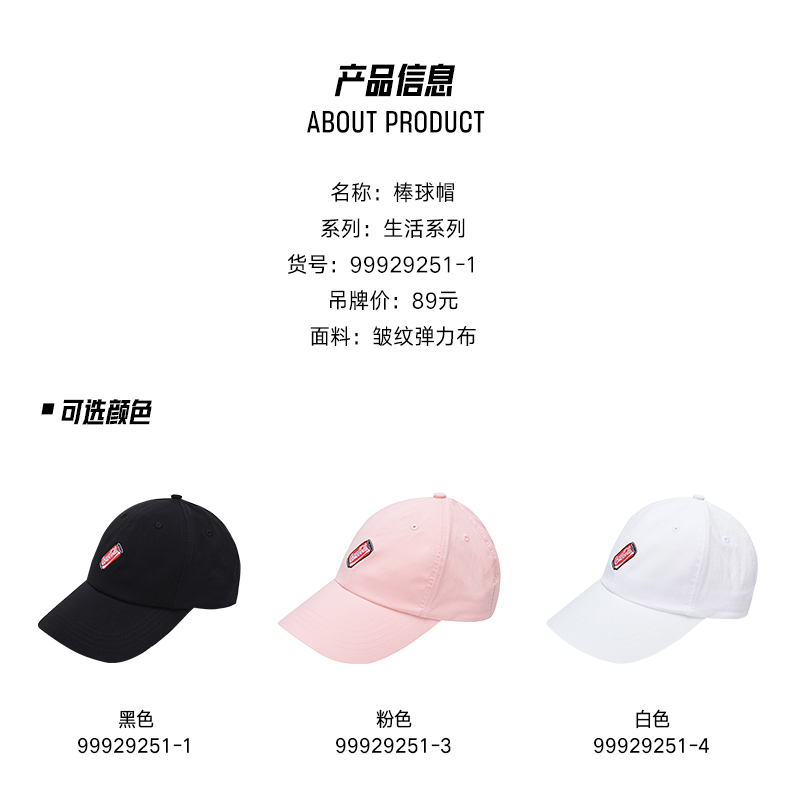 产品信息
ABOUT PRODUCT
名称：棒球帽
系列：生活系列
货号：99929251-1
吊牌价：89元
面料：皱纹弹力布
可选颜色
黑色
99929251-1
粉色
99929251-3
白色
99929251-4